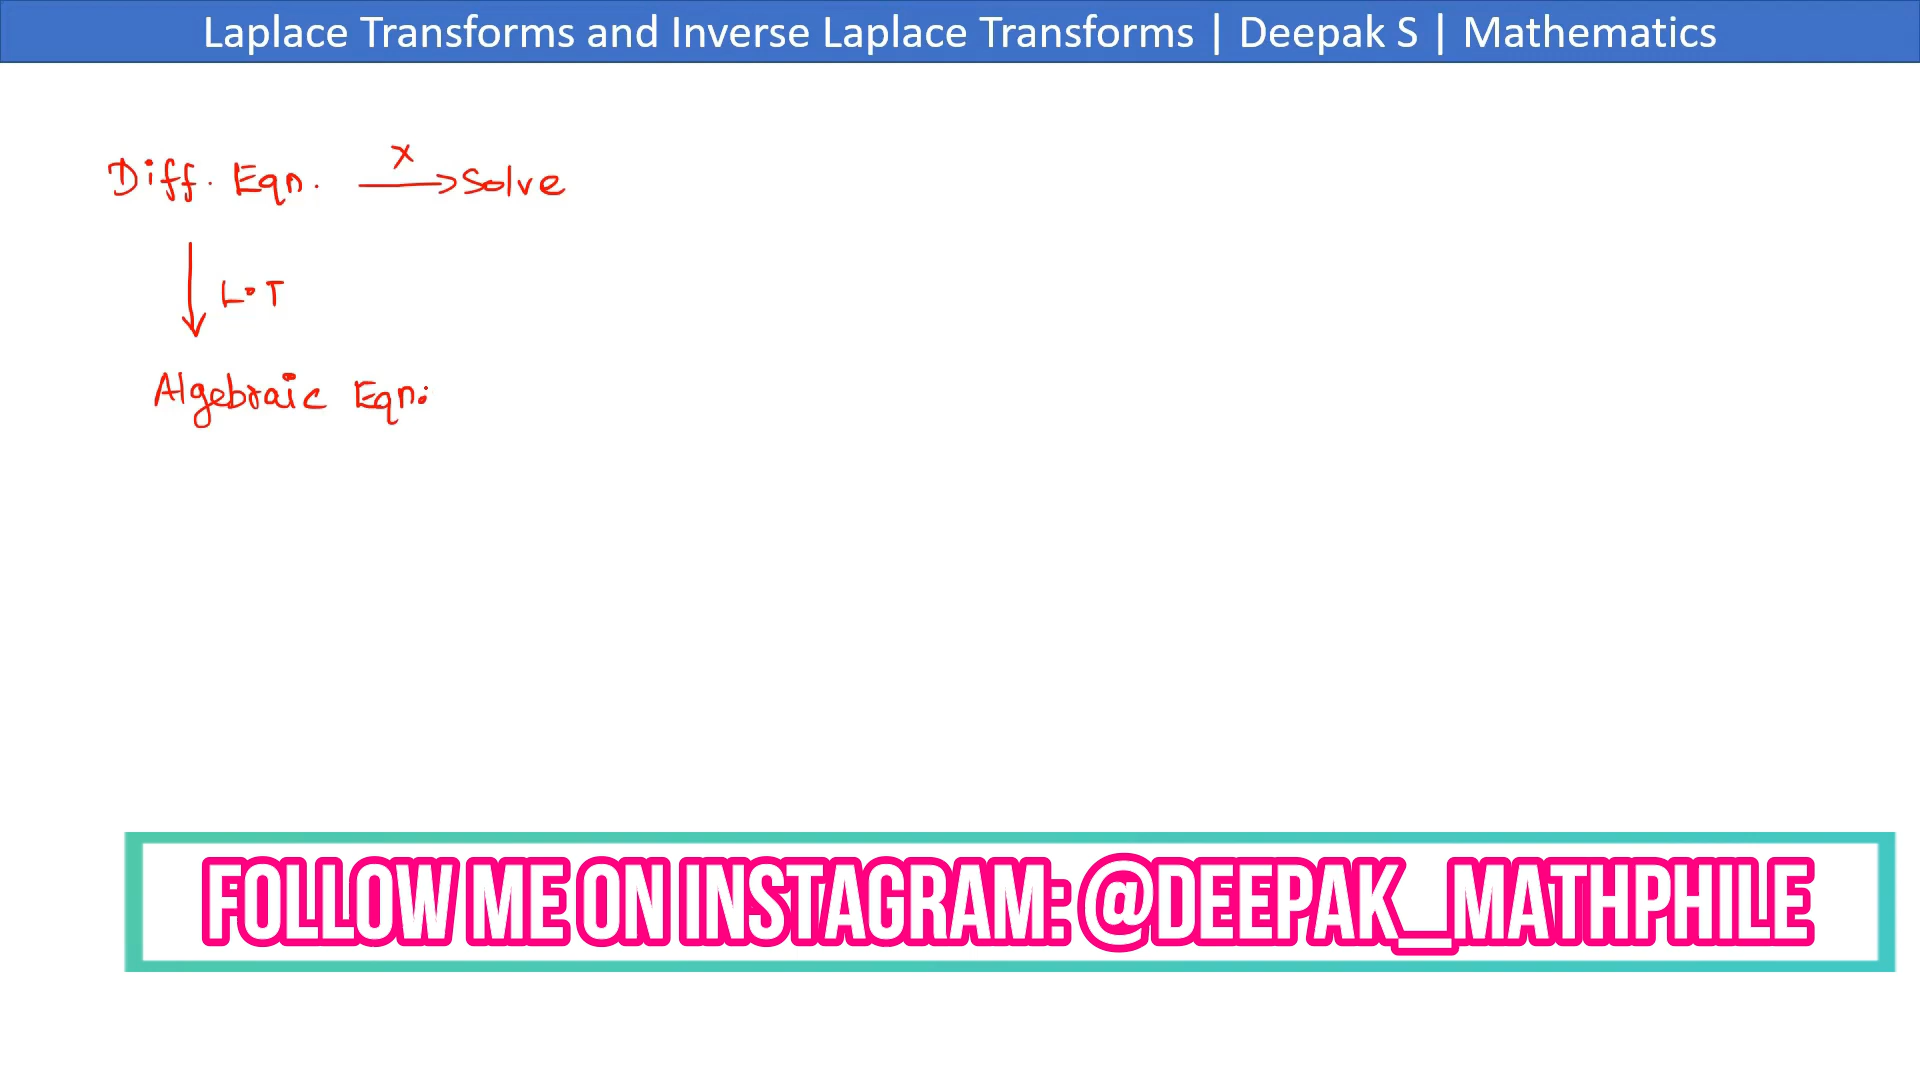 Laplace Transforms and Inverse Laplace Transforms | Deepak S | Mathematics
Diff. Eqn. X Solve
L.T
Algebraic Eqn:
FOLLOW ME ON INSTAGRAM: @DEEPAK_MATHPHILE